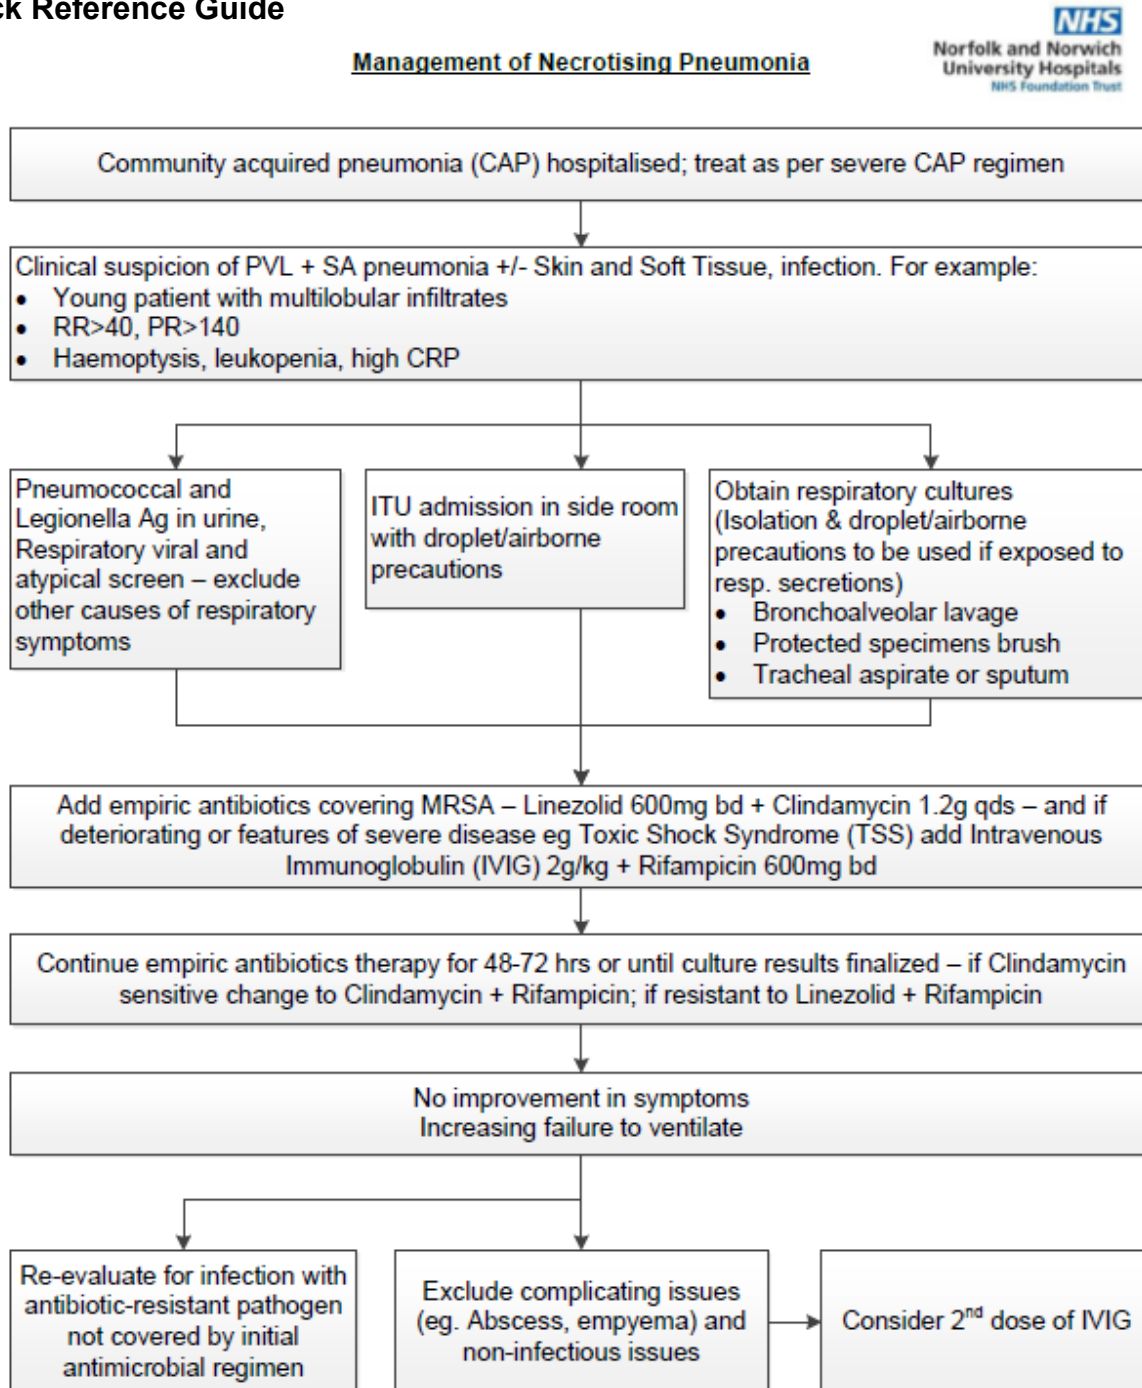 ck Reference Guide
NHS
Norfolk and Norwich
University Hospitals
NHS Foundation Trust
Management of Necrotising Pneumonia
Community acquired pneumonia (CAP) hospitalised; treat as per severe CAP regimen
Clinical suspicion of PVL + SA pneumonia +/- Skin and Soft Tissue, infection. For example:
• Young patient with multilobular infiltrates
• RR>40, PR>140
• Haemoptysis, leukopenia, high CRP
Pneumococcal and
Legionella Ag in urine,
Respiratory viral and
atypical screen – exclude
other causes of respiratory
symptoms
ITU admission in side room
with droplet/airborne
precautions
Obtain respiratory cultures
(Isolation & droplet/airborne
precautions to be used if exposed to
resp. secretions)
• Bronchoalveolar lavage
• Protected specimens brush
• Tracheal aspirate or sputum
Add empiric antibiotics covering MRSA – Linezolid 600mg bd + Clindamycin 1.2g qds – and if
deteriorating or features of severe disease eg Toxic Shock Syndrome (TSS) add Intravenous
Immunoglobulin (IVIG) 2g/kg + Rifampicin 600mg bd
Continue empiric antibiotics therapy for 48-72 hrs or until culture results finalized – if Clindamycin
sensitive change to Clindamycin + Rifampicin; if resistant to Linezolid + Rifampicin
No improvement in symptoms
Increasing failure to ventilate
Re-evaluate for infection with
antibiotic-resistant pathogen
not covered by initial
antimicrobial regimen
Exclude complicating issues
(eg. Abscess, empyema) and
non-infectious issues
Consider 2nd dose of IVIG